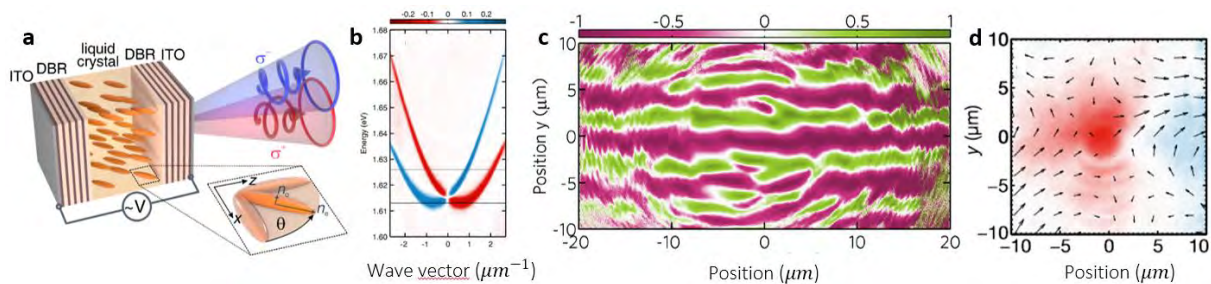 a
liquid
crystal
DBR ITO
ITO DBR
σ⁻
σ⁺
~V
z
x
nₒ
nₑ
θ
b
-0.2 -0.1 0 0.1 0.2
Energy (eV)
1.68
1.67
1.66
1.65
1.64
1.63
1.62
1.61
1.60
-2 -1 0 1 2
Wave vector (μm⁻¹)
c
-1 -0.5 0 0.5 1
Position y (μm)
10
5
0
-5
-10
-20 -10 0 10 20
Position (μm)
d
y (μm)
10
5
0
-5
-10
-10 -5 0 5 10
Position (μm)